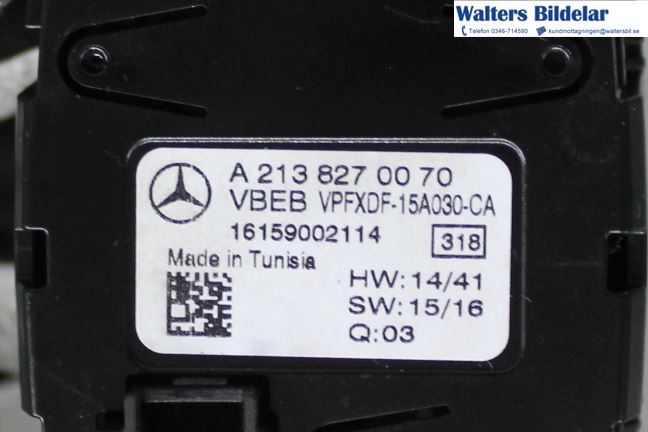 Walters Bildelar
Telefon 0346-714580 kundmottagningen@waltersbil.se
A 213 827 00 70
VBEB VPFXDF-15A030-CA
16159002114 318
Made in Tunisia
HW: 14/41
SW: 15/16
Q: 03